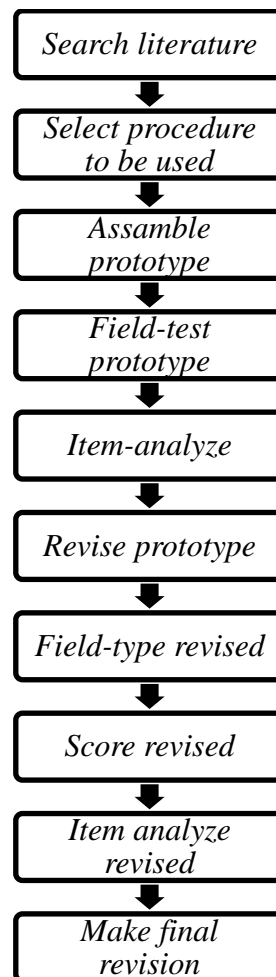 Search literature
Select procedure
to be used
Assamble
prototype
Field-test
prototype
Item-analyze
Revise prototype
Field-type revised
Score revised
Item analyze
revised
Make final
revision